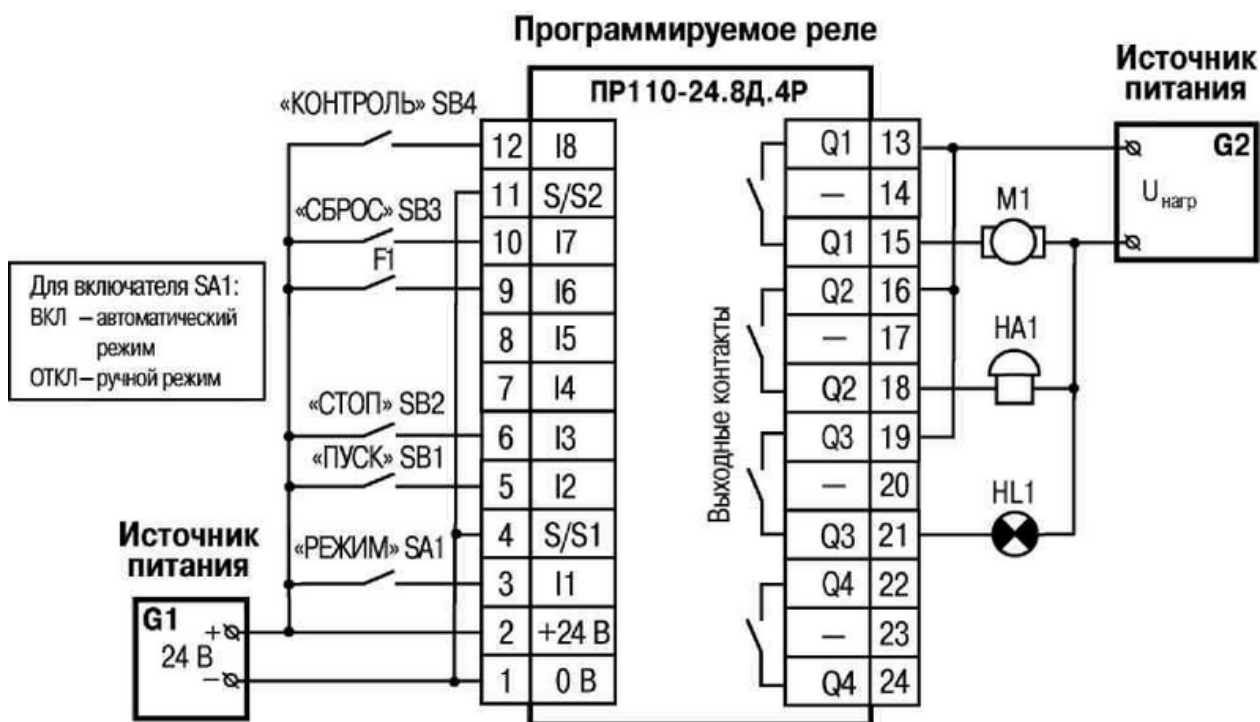 Программируемое реле
ПР110-24.8Д.4Р
Источник
питания
G2
U нагр
«КОНТРОЛЬ» SB4
12 I8
11 S/S2
«СБРОС» SB3
10 I7
F1
9 I6
8 I5
7 I4
«СТОП» SB2
6 I3
«ПУСК» SB1
5 I2
4 S/S1
«РЕЖИМ» SA1
3 I1
2 +24 В
1 0 В
Для включателя SA1:
ВКЛ – автоматический
режим
ОТКЛ – ручной режим
Источник
питания
G1
+
24 В
–
Выходные контакты
Q1 13
– 14
Q1 15
Q2 16
– 17
Q2 18
Q3 19
– 20
Q3 21
Q4 22
– 23
Q4 24
M1
HA1
HL1